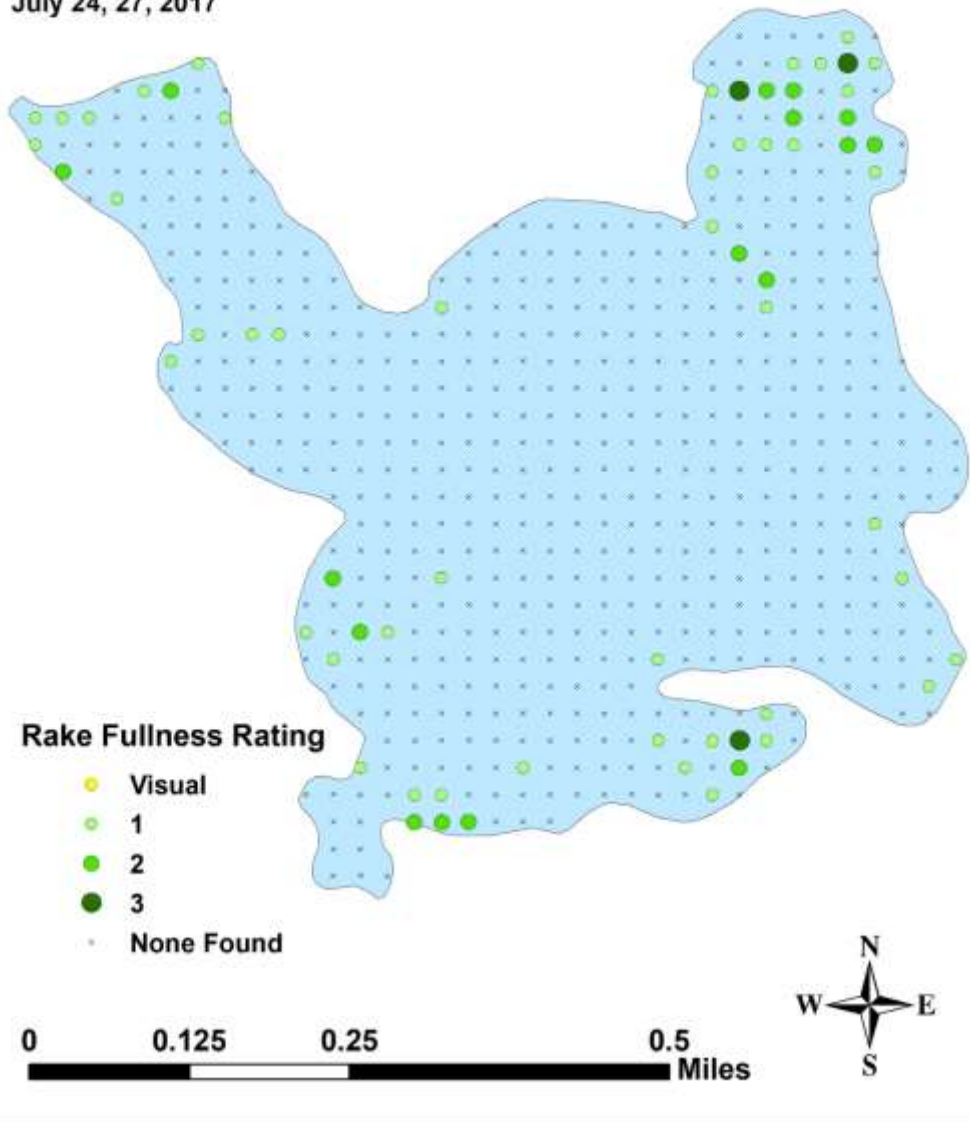 July 24, 27, 2017
Rake Fullness Rating
Visual
1
2
3
None Found
N
W E
S
0 0.125 0.25 0.5
Miles